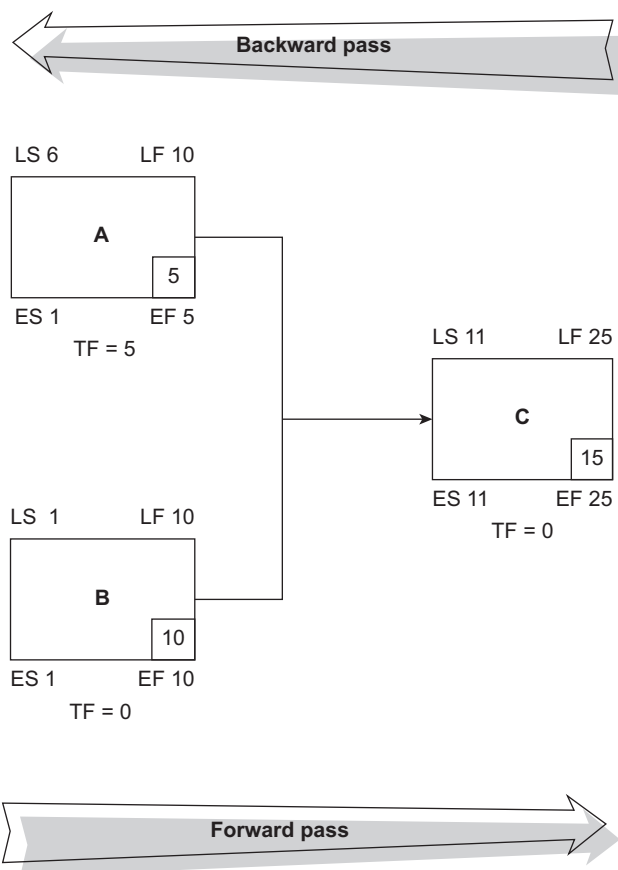 Backward pass
LS 6 LF 10
A
5
ES 1 EF 5
TF = 5
LS 11 LF 25
C
15
ES 11 EF 25
TF = 0
LS 1 LF 10
B
10
ES 1 EF 10
TF = 0
Forward pass